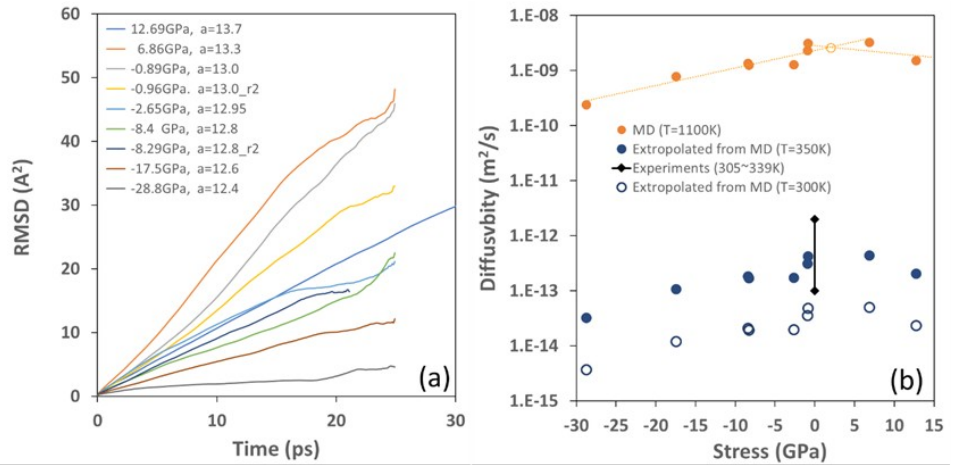 60
50
40
30
20
10
0
RMSD (A²)
12.69GPa, a=13.7
6.86GPa, a=13.3
-0.89GPa, a=13.0
-0.96GPa. a=13.0_r2
-2.65GPa, a=12.95
-8.4 GPa, a=12.8
-8.29GPa, a=12.8_r2
-17.5GPa, a=12.6
-28.8GPa, a=12.4
(a)
0 10 20 30
Time (ps)
1.E-08
1.E-09
1.E-10
1.E-11
1.E-12
1.E-13
1.E-14
1.E-15
Diffusvbity (m²/s)
MD (T=1100K)
Extropolated from MD (T=350K)
Experiments (305~339K)
Extropolated from MD (T=300K)
(b)
-30 -25 -20 -15 -10 -5 0 5 10 15
Stress (GPa)